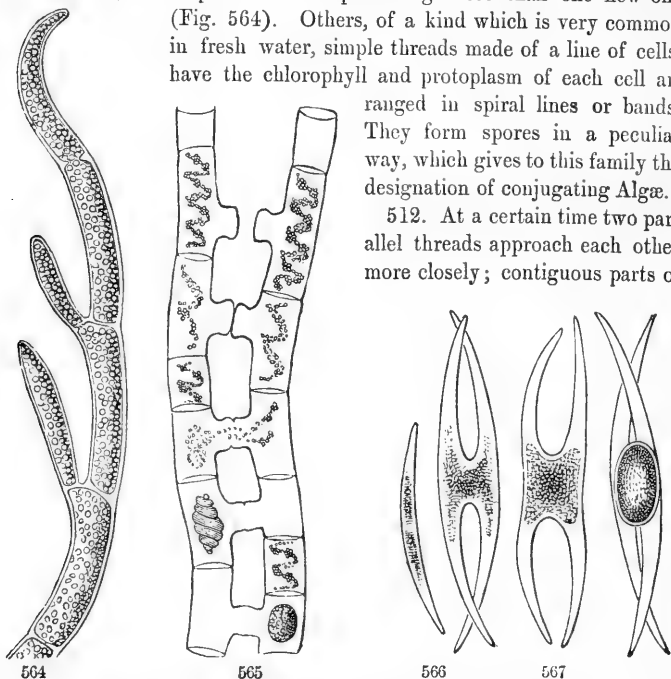 (Fig. 564). Others, of a kind which is very commo
in fresh water, simple threads made of a line of cells
have the chlorophyll and protoplasm of each cell ar
ranged in spiral lines or bands
They form spores in a peculia
way, which gives to this family th
designation of conjugating Algæ.
512. At a certain time two par
allel threads approach each othe
more closely; contiguous parts o
564 565 566 567